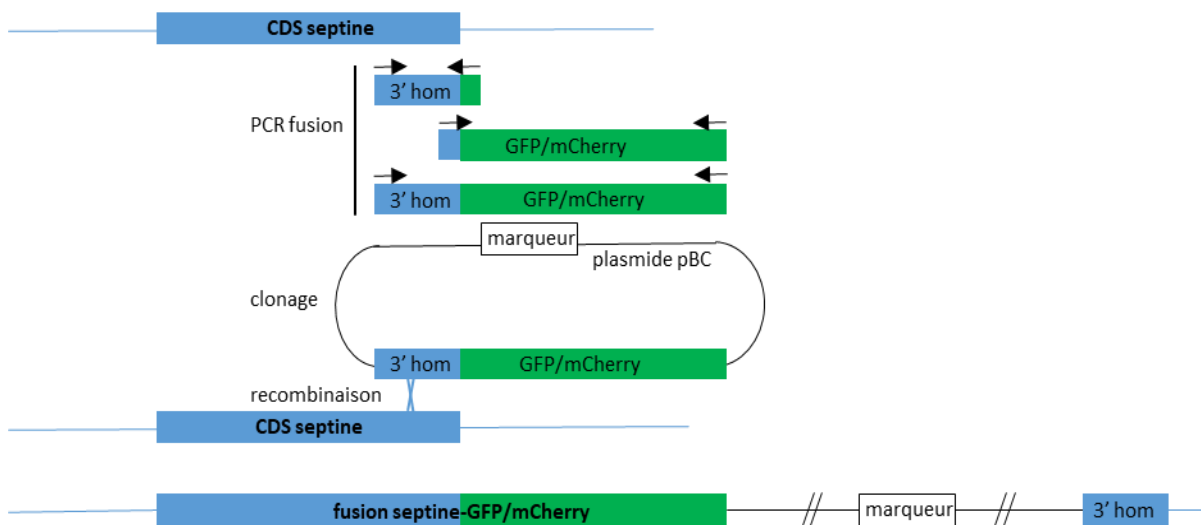 CDS septine
3' hom
PCR fusion
GFP/mCherry
3' hom
GFP/mCherry
marqueur
plasmide pBC
clonage
3' hom
GFP/mCherry
recombinaison
CDS septine
fusion septine-GFP/mCherry
marqueur
3' hom